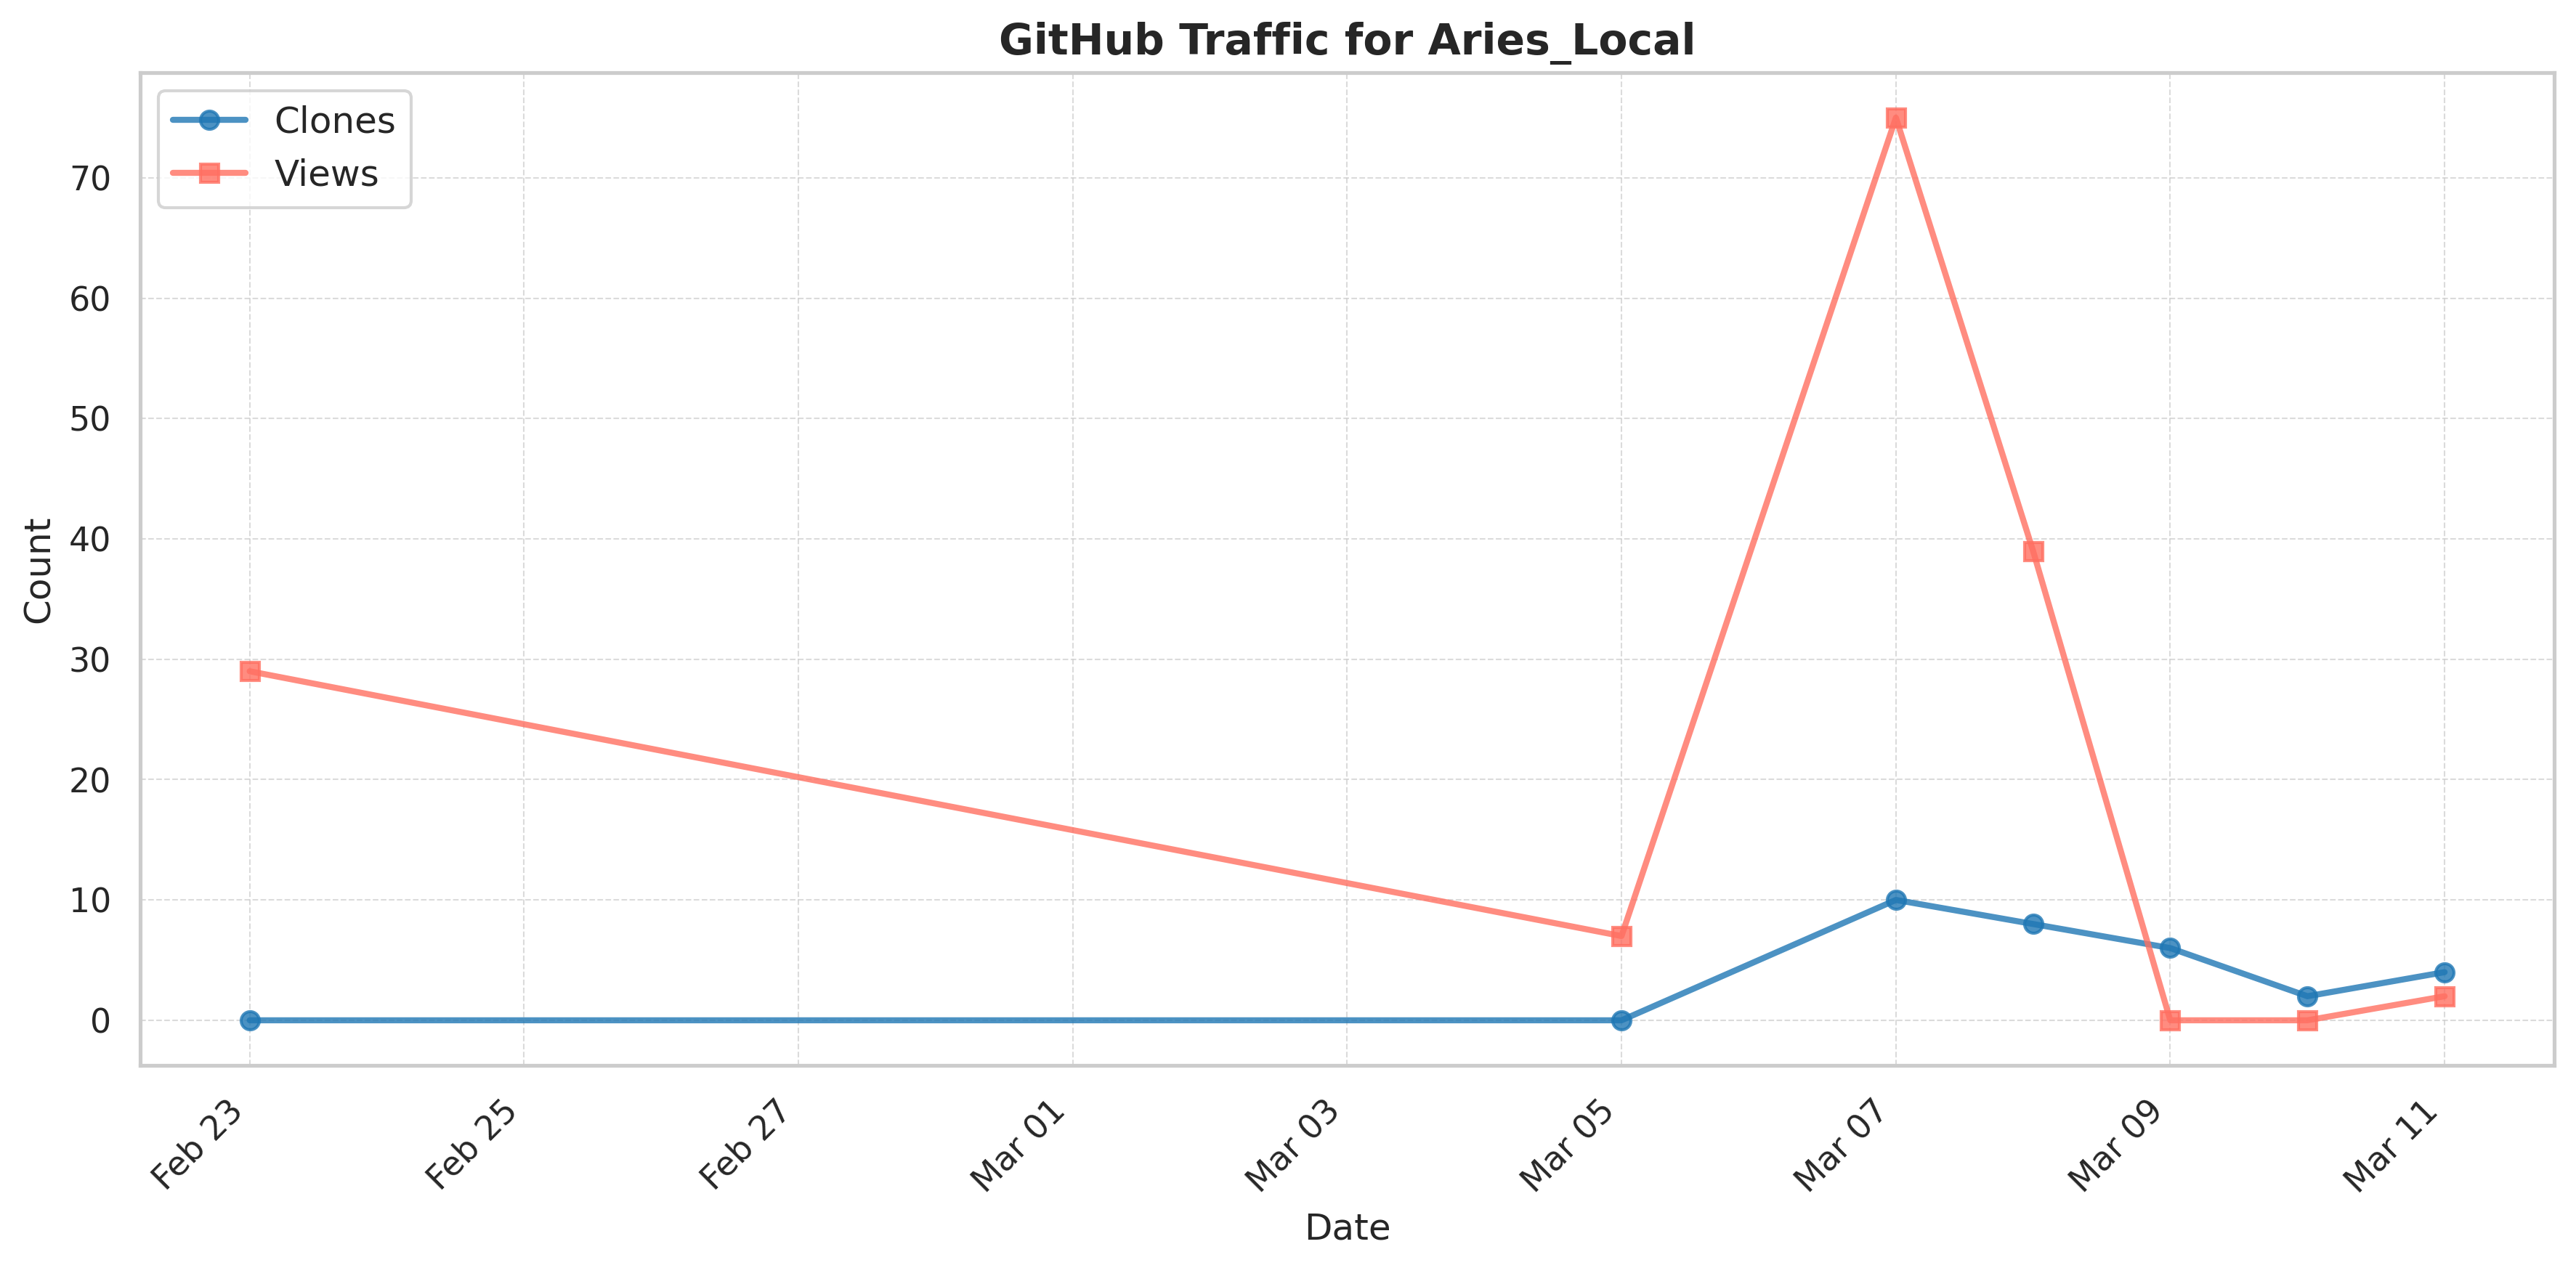 GitHub Traffic for Aries_Local
Clones
Views
70
60
50
40
30
20
10
0
Count
Feb 23
Feb 25
Feb 27
Mar 01
Mar 03
Mar 05
Mar 07
Mar 09
Mar 11
Date